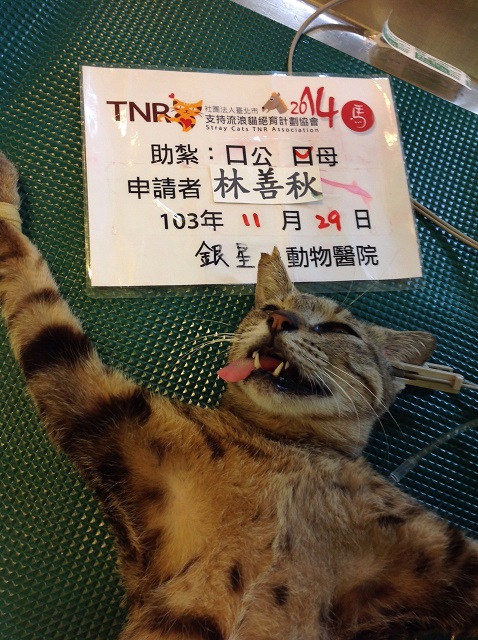 TNR 社團法人臺北市 2014 馬
支持流浪貓絕育計劃協會
Stray Cats TNR Association
助紮：口公 口母
申請者 林善秋
103年 11 月 29 日
銀星 動物醫院